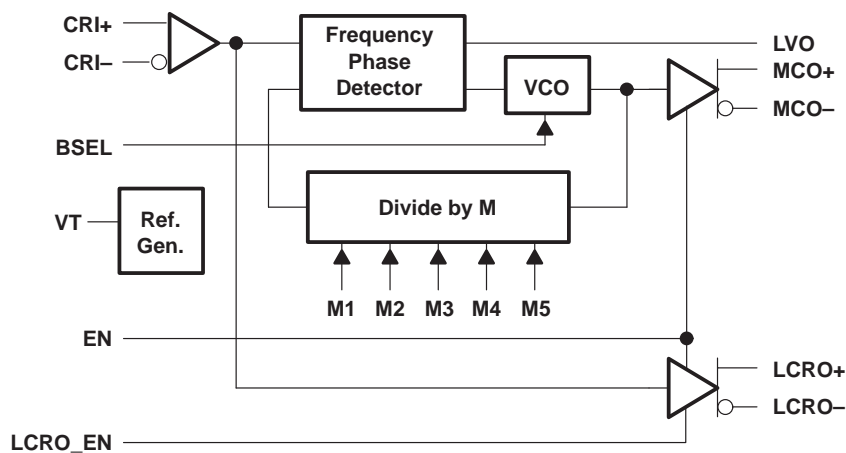 CRI+
CRI–
Frequency
Phase
Detector
LVO
MCO+
MCO–
VCO
BSEL
Divide by M
VT
Ref.
Gen.
M1 M2 M3 M4 M5
EN
LCRO+
LCRO–
LCRO_EN